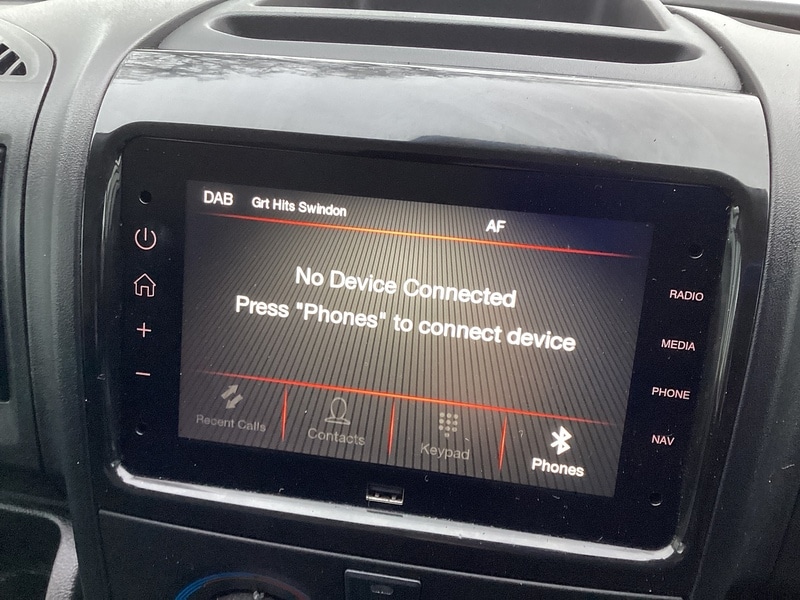 DAB Grt Hits Swindon AF
No Device Connected
Press "Phones" to connect device
Recent Calls Contacts Keypad Phones
RADIO
MEDIA
PHONE
NAV